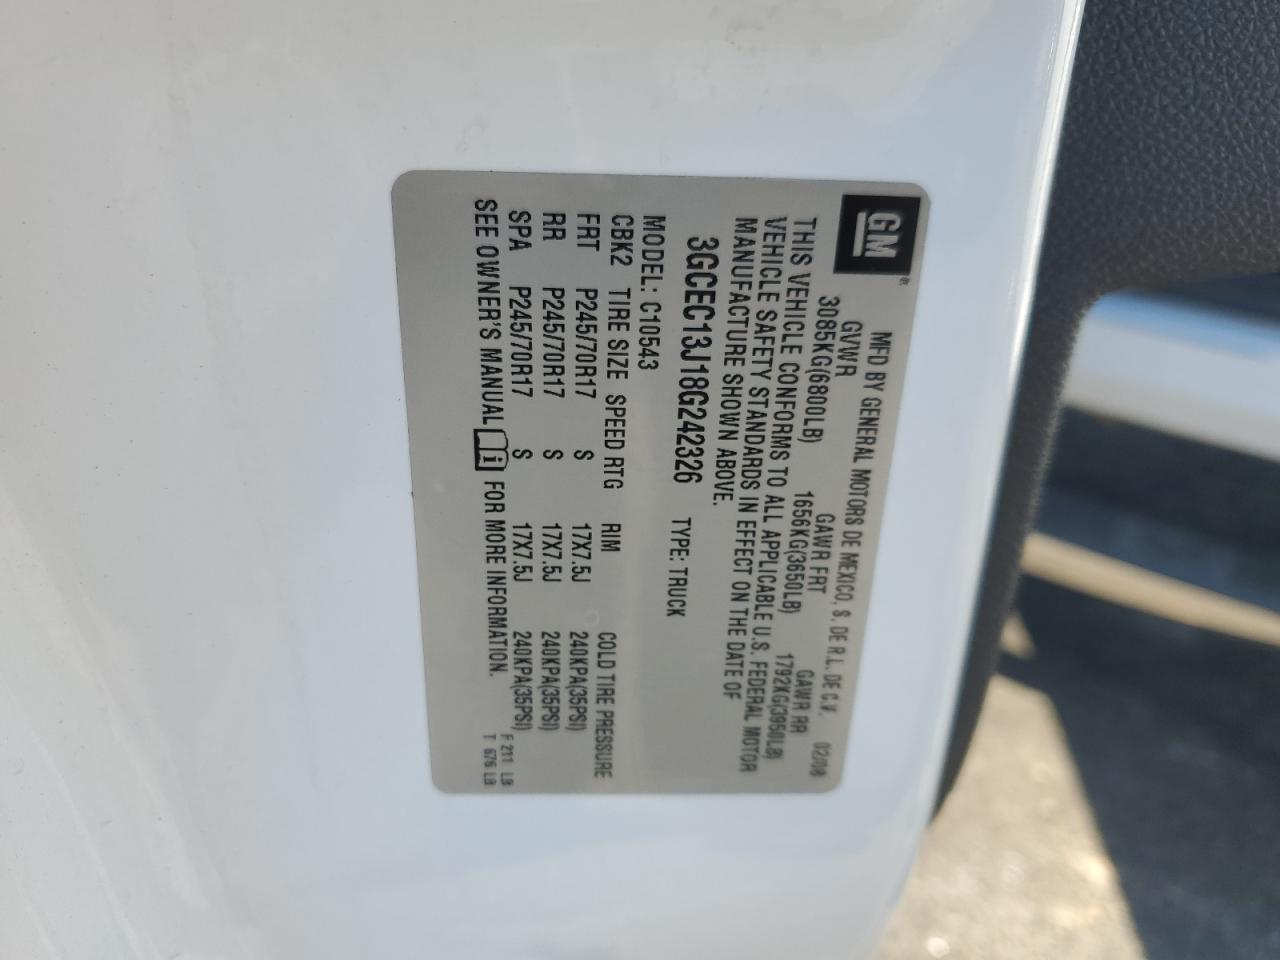 GM ®
MFD BY GENERAL MOTORS DE MEXICO, S. DE R.L. DE C.V. 02/08
GVWR GAWR FRT GAWR RR
3085KG(6800LB) 1656KG(3650LB) 1792KG(3950LB)
THIS VEHICLE CONFORMS TO ALL APPLICABLE U.S. FEDERAL MOTOR
VEHICLE SAFETY STANDARDS IN EFFECT ON THE DATE OF
MANUFACTURE SHOWN ABOVE.
3GCEC13J18G242326 TYPE: TRUCK
MODEL: C10543
CBK2 TIRE SIZE SPEED RTG RIM COLD TIRE PRESSURE
FRT P245/70R17 S 17X7.5J 240KPA(35PSI)
RR P245/70R17 S 17X7.5J 240KPA(35PSI)
SPA P245/70R17 S 17X7.5J 240KPA(35PSI)
SEE OWNER'S MANUAL i FOR MORE INFORMATION.
F 211 LB
T 676 LB